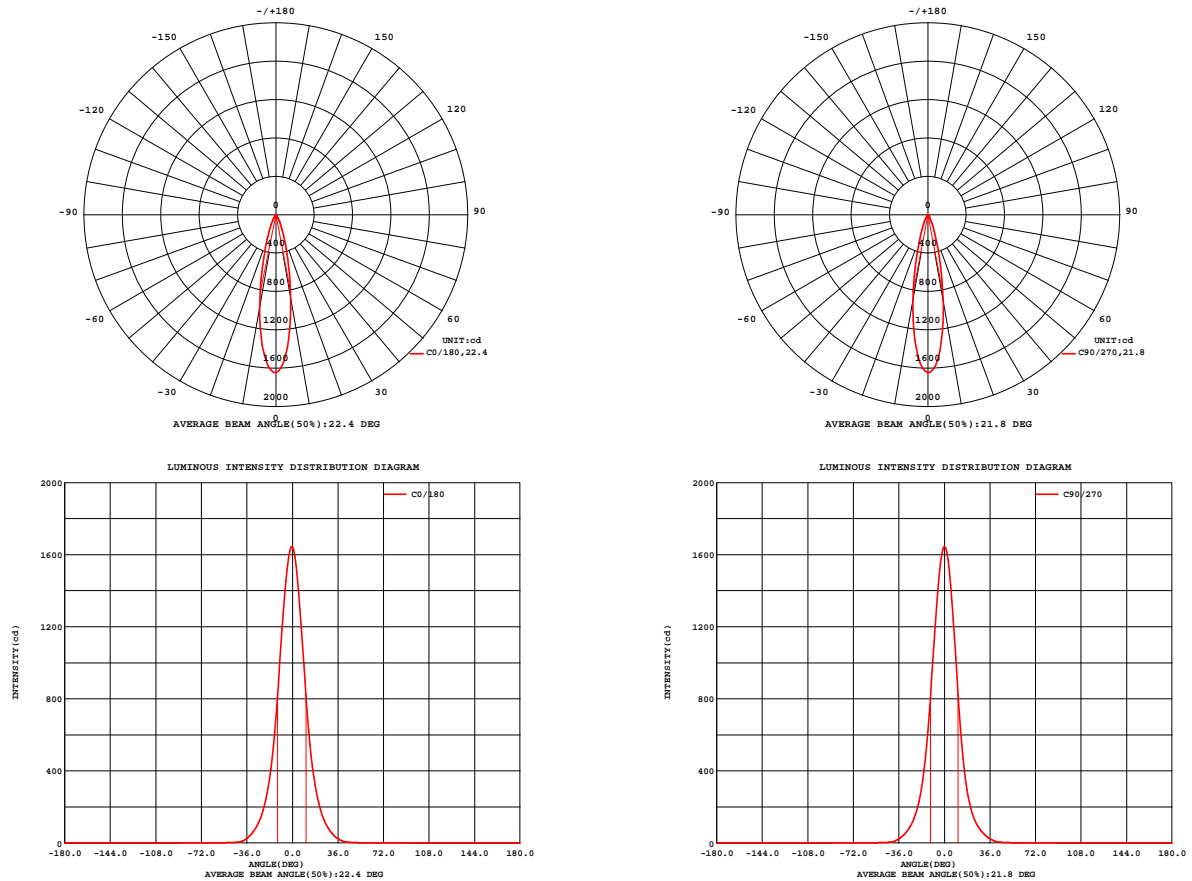 -/+180
-150
150
-120
120
-90
90
0
400
800
1200
1600
2000
0
-60
60
-30
30
UNIT:cd
C0/180,22.4
AVERAGE BEAM ANGLE(50%):22.4 DEG
-/+180
-150
150
-120
120
-90
90
0
400
800
1200
1600
2000
0
-60
60
-30
30
UNIT:cd
C90/270,21.8
AVERAGE BEAM ANGLE(50%):21.8 DEG
LUMINOUS INTENSITY DISTRIBUTION DIAGRAM
C0/180
2000
1600
1200
800
400
0
INTENSITY(cd)
-180.0 -144.0 -108.0 -72.0 -36.0 0.0 36.0 72.0 108.0 144.0 180.0
ANGLE(DEG)
AVERAGE BEAM ANGLE(50%):22.4 DEG
LUMINOUS INTENSITY DISTRIBUTION DIAGRAM
C90/270
2000
1600
1200
800
400
0
INTENSITY(cd)
-180.0 -144.0 -108.0 -72.0 -36.0 0.0 36.0 72.0 108.0 144.0 180.0
ANGLE(DEG)
AVERAGE BEAM ANGLE(50%):21.8 DEG